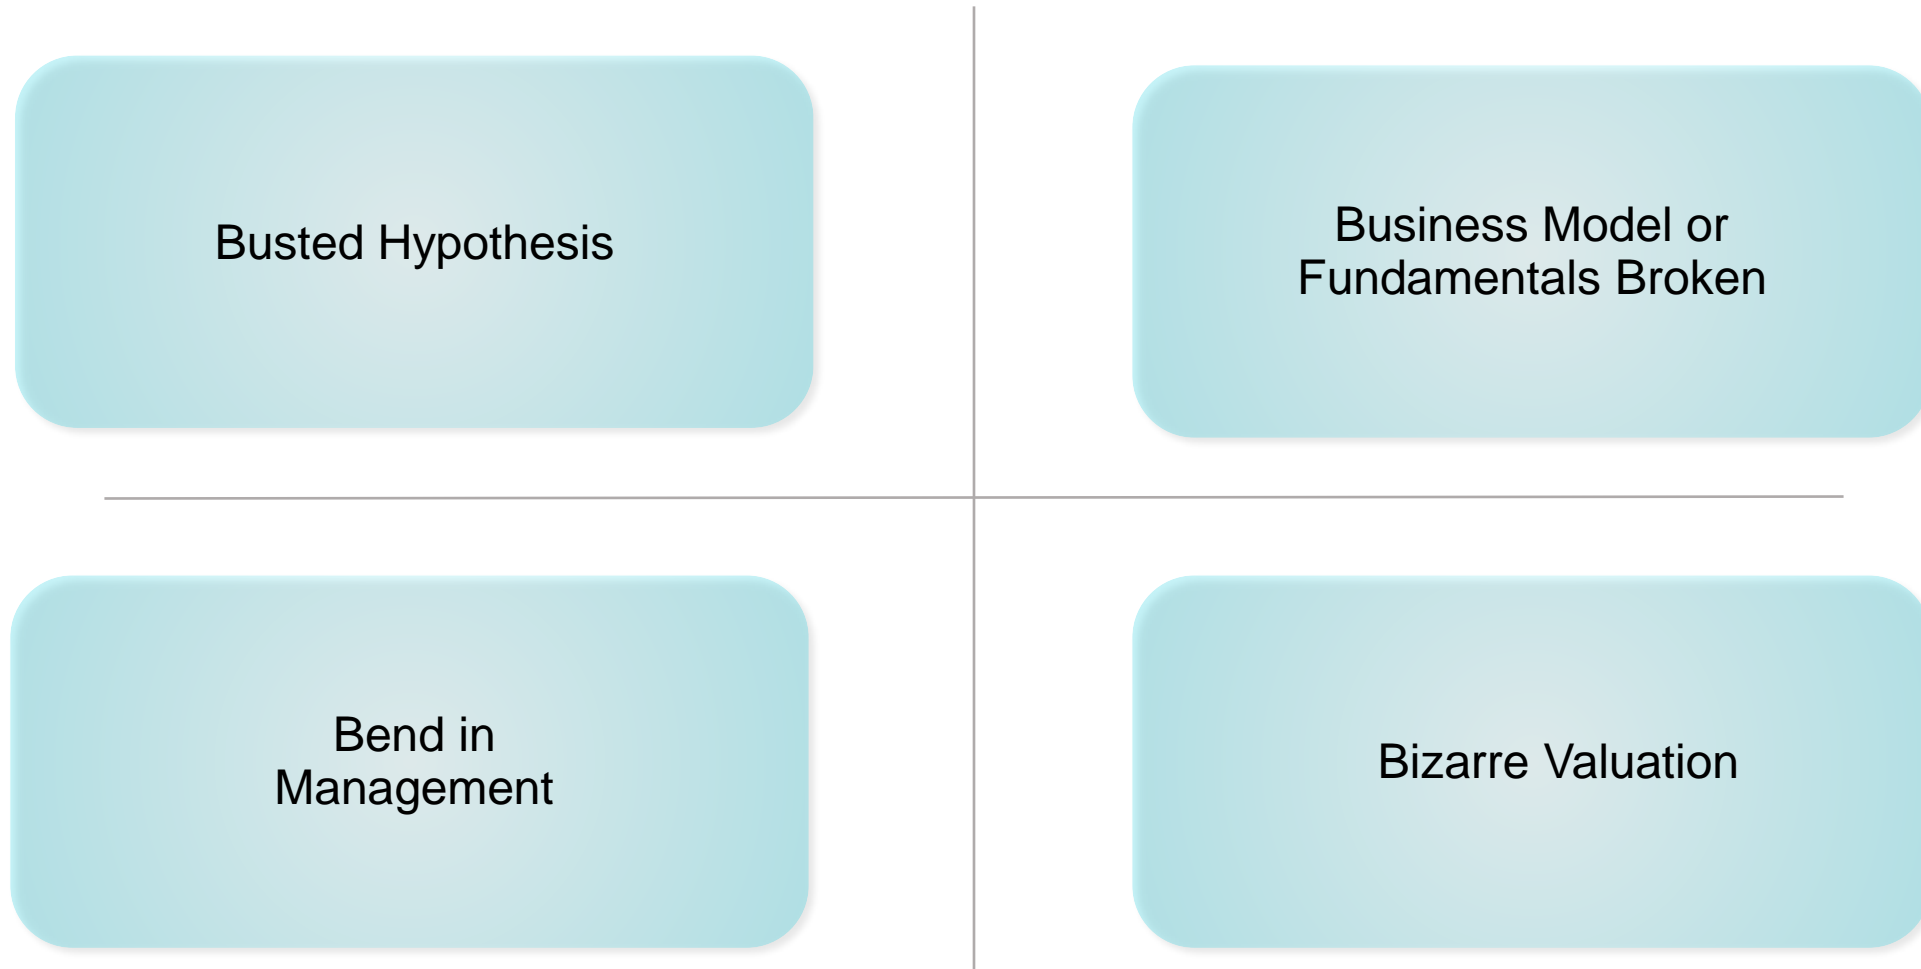 Busted Hypothesis
Business Model or
Fundamentals Broken
Bend in
Management
Bizarre Valuation